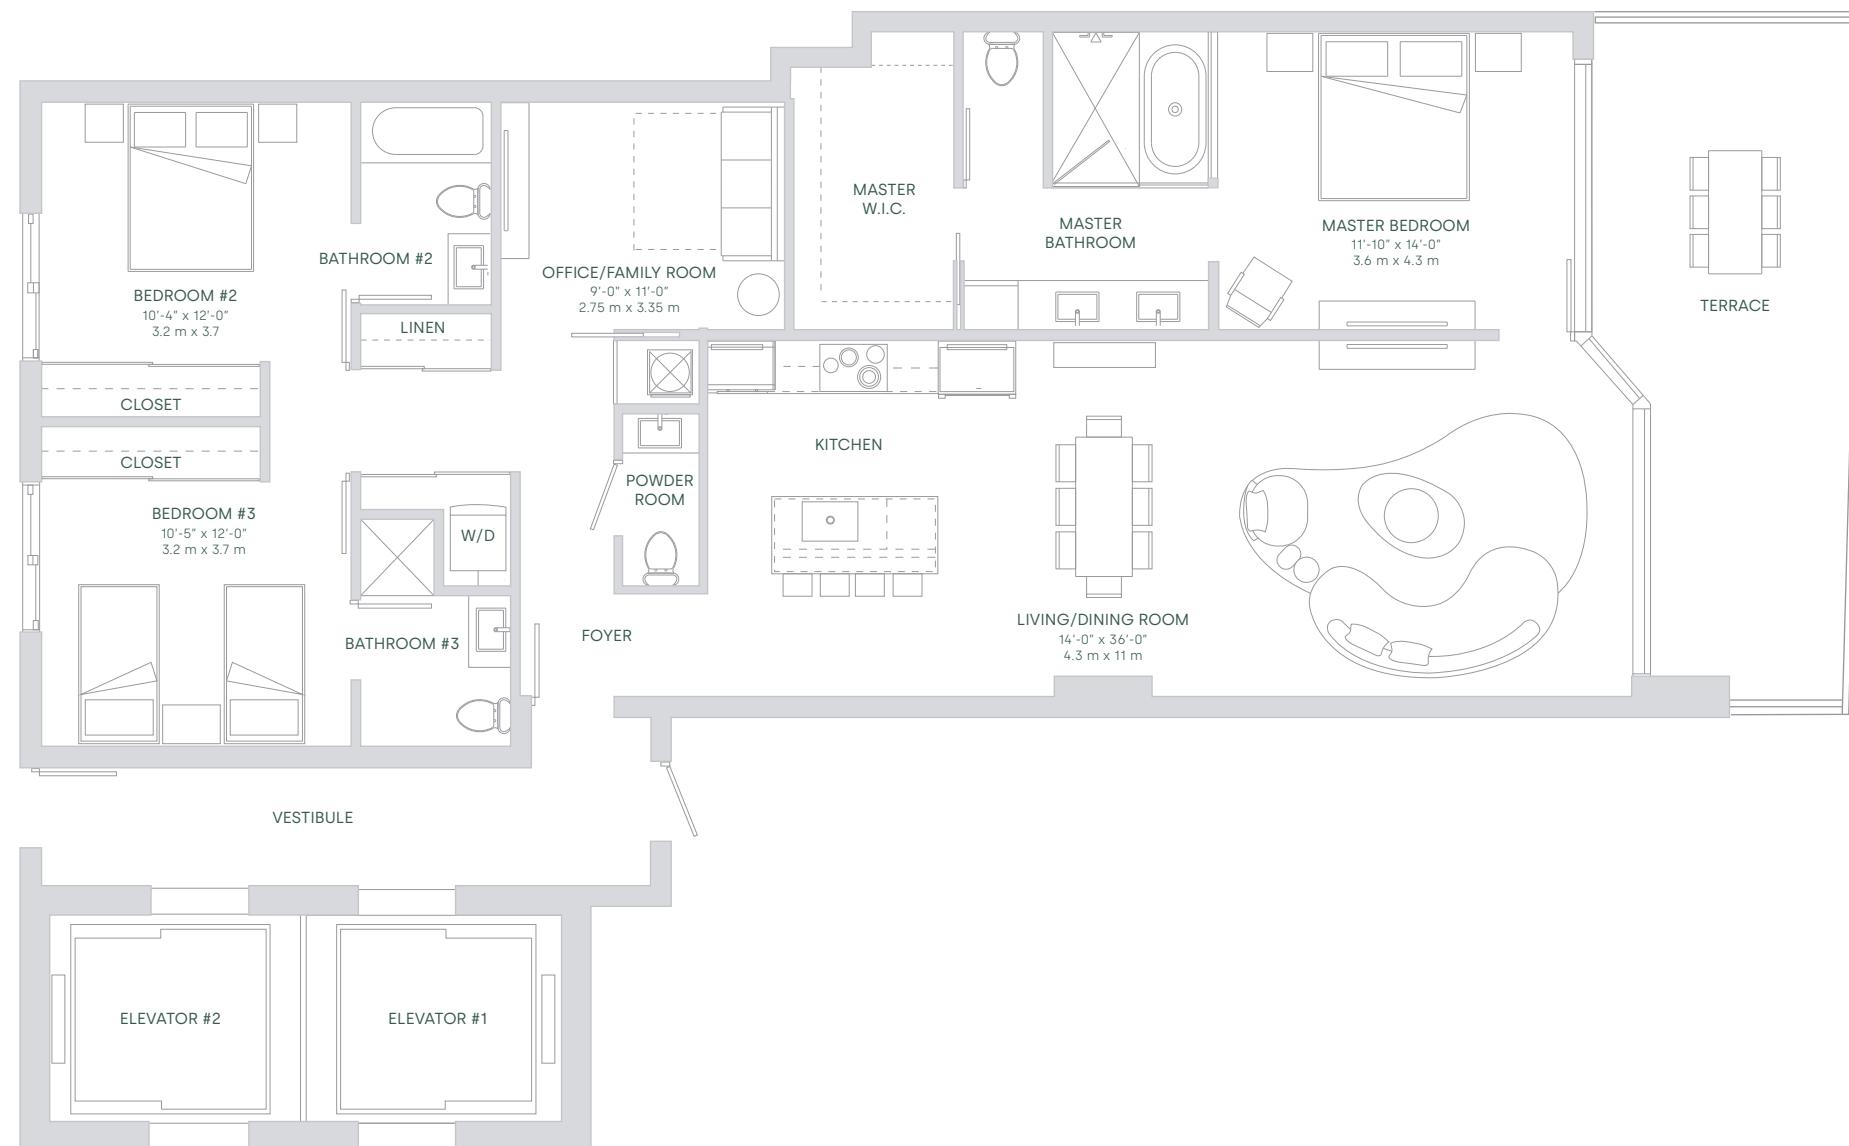 MASTER
W.I.C.
MASTER
BATHROOM
MASTER BEDROOM
11'-10" x 14'-0"
3.6 m x 4.3 m
TERRACE
BATHROOM #2
OFFICE/FAMILY ROOM
9'-0" x 11'-0"
2.75 m x 3.35 m
BEDROOM #2
10'-4" x 12'-0"
3.2 m x 3.7
LINEN
CLOSET
CLOSET
KITCHEN
POWDER
ROOM
BEDROOM #3
10'-5" x 12'-0"
3.2 m x 3.7 m
W/D
BATHROOM #3
FOYER
LIVING/DINING ROOM
14'-0" x 36'-0"
4.3 m x 11 m
VESTIBULE
ELEVATOR #2
ELEVATOR #1